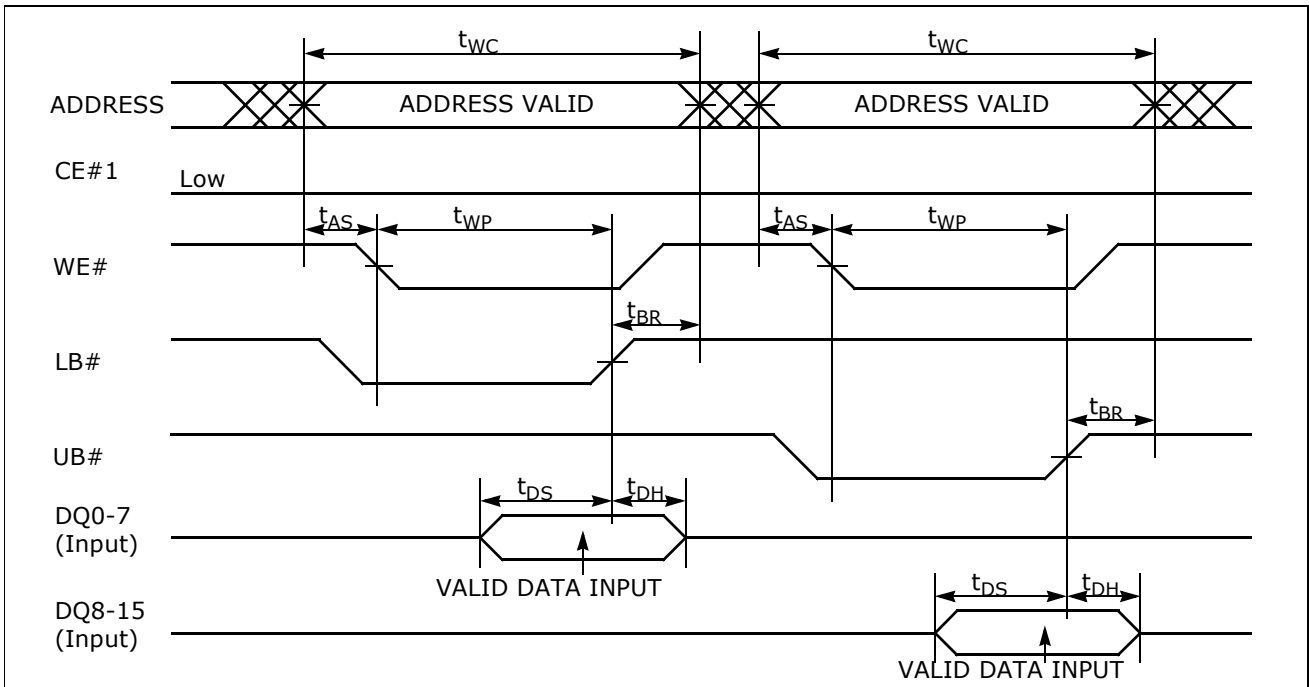 tWC tWC
ADDRESS ADDRESS VALID ADDRESS VALID
CE#1 Low
tAS tWP tAS tWP
WE#
tBR
LB#
tBR
UB#
tDS tDH
DQ0-7
(Input)
VALID DATA INPUT
tDS tDH
DQ8-15
(Input)
VALID DATA INPUT